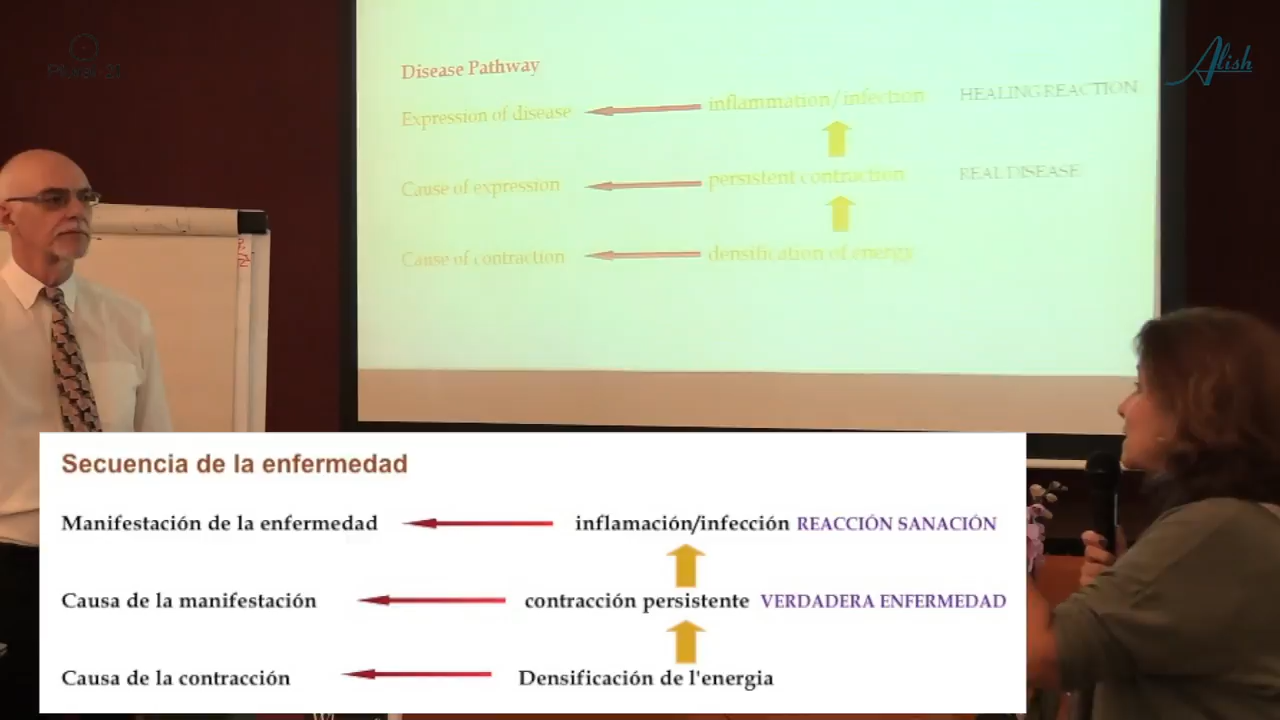 Alish
Disease Pathway
Expression of disease inflammation/infection HEALING REACTION
Cause of expression persistent contraction REAL DISEASE
Cause of contraction densification of energy
Secuencia de la enfermedad
Manifestación de la enfermedad inflamación/infección REACCIÓN SANACIÓN
Causa de la manifestación contracción persistente VERDADERA ENFERMEDAD
Causa de la contracción Densificación de l'energia